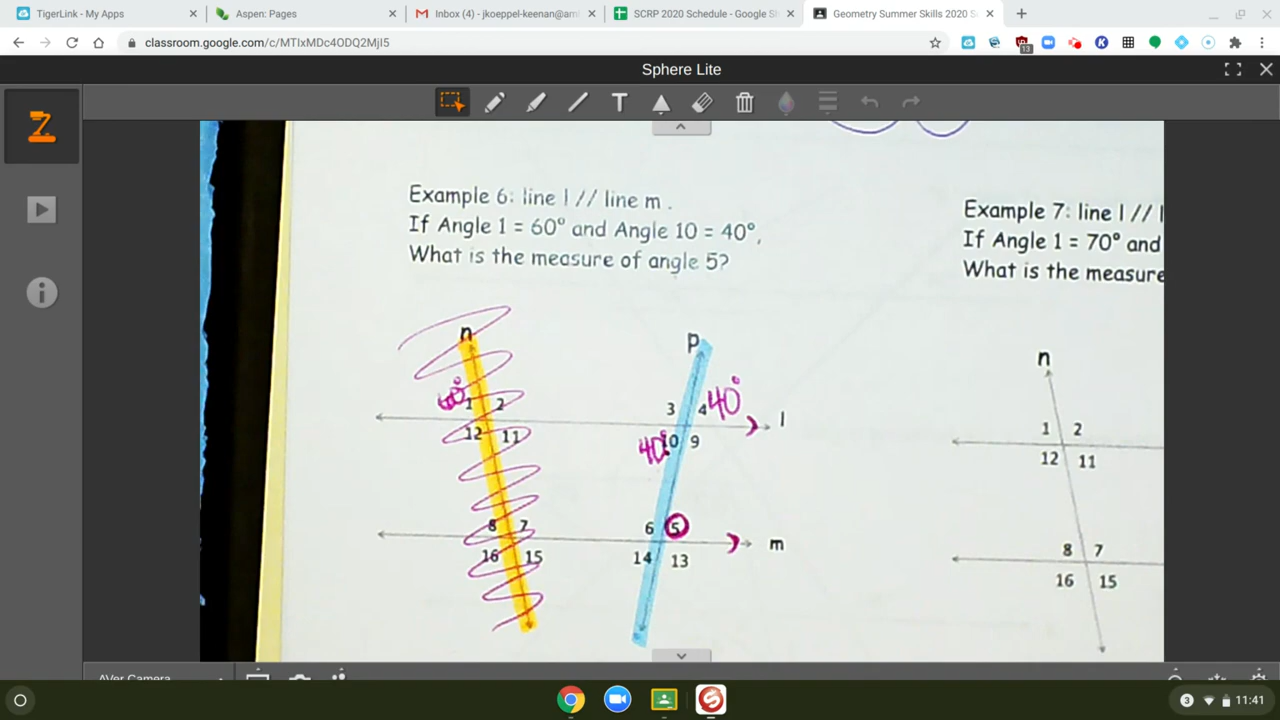 TigerLink - My Apps
Aspen: Pages
Inbox (4) - jkoeppel-keenan@am
SCRP 2020 Schedule - Google Sh
Geometry Summer Skills 2020 S
classroom.google.com/c/MTIxMDc4ODQ2MjI5
13
Sphere Lite
T
Example 6: line l // line m .
If Angle 1 = 60° and Angle 10 = 40°,
What is the measure of angle 5?
Example 7: line l // l
If Angle 1 = 70° and
What is the measure
n
p
n
60°
1 2
3 4 40°
l
12 11
40° 10 9
1 2
12 11
8 7
6 5
m
16 15
14 13
8 7
16 15
AVer Camera
3
11:41